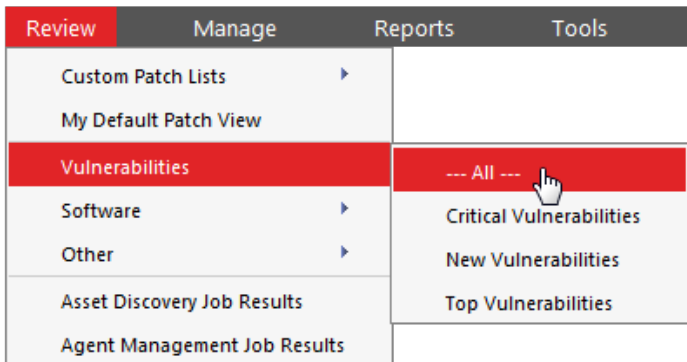 Review Manage Reports Tools
Custom Patch Lists
My Default Patch View
Vulnerabilities
--- All ---
Software
Critical Vulnerabilities
Other
New Vulnerabilities
Asset Discovery Job Results
Top Vulnerabilities
Agent Management Job Results